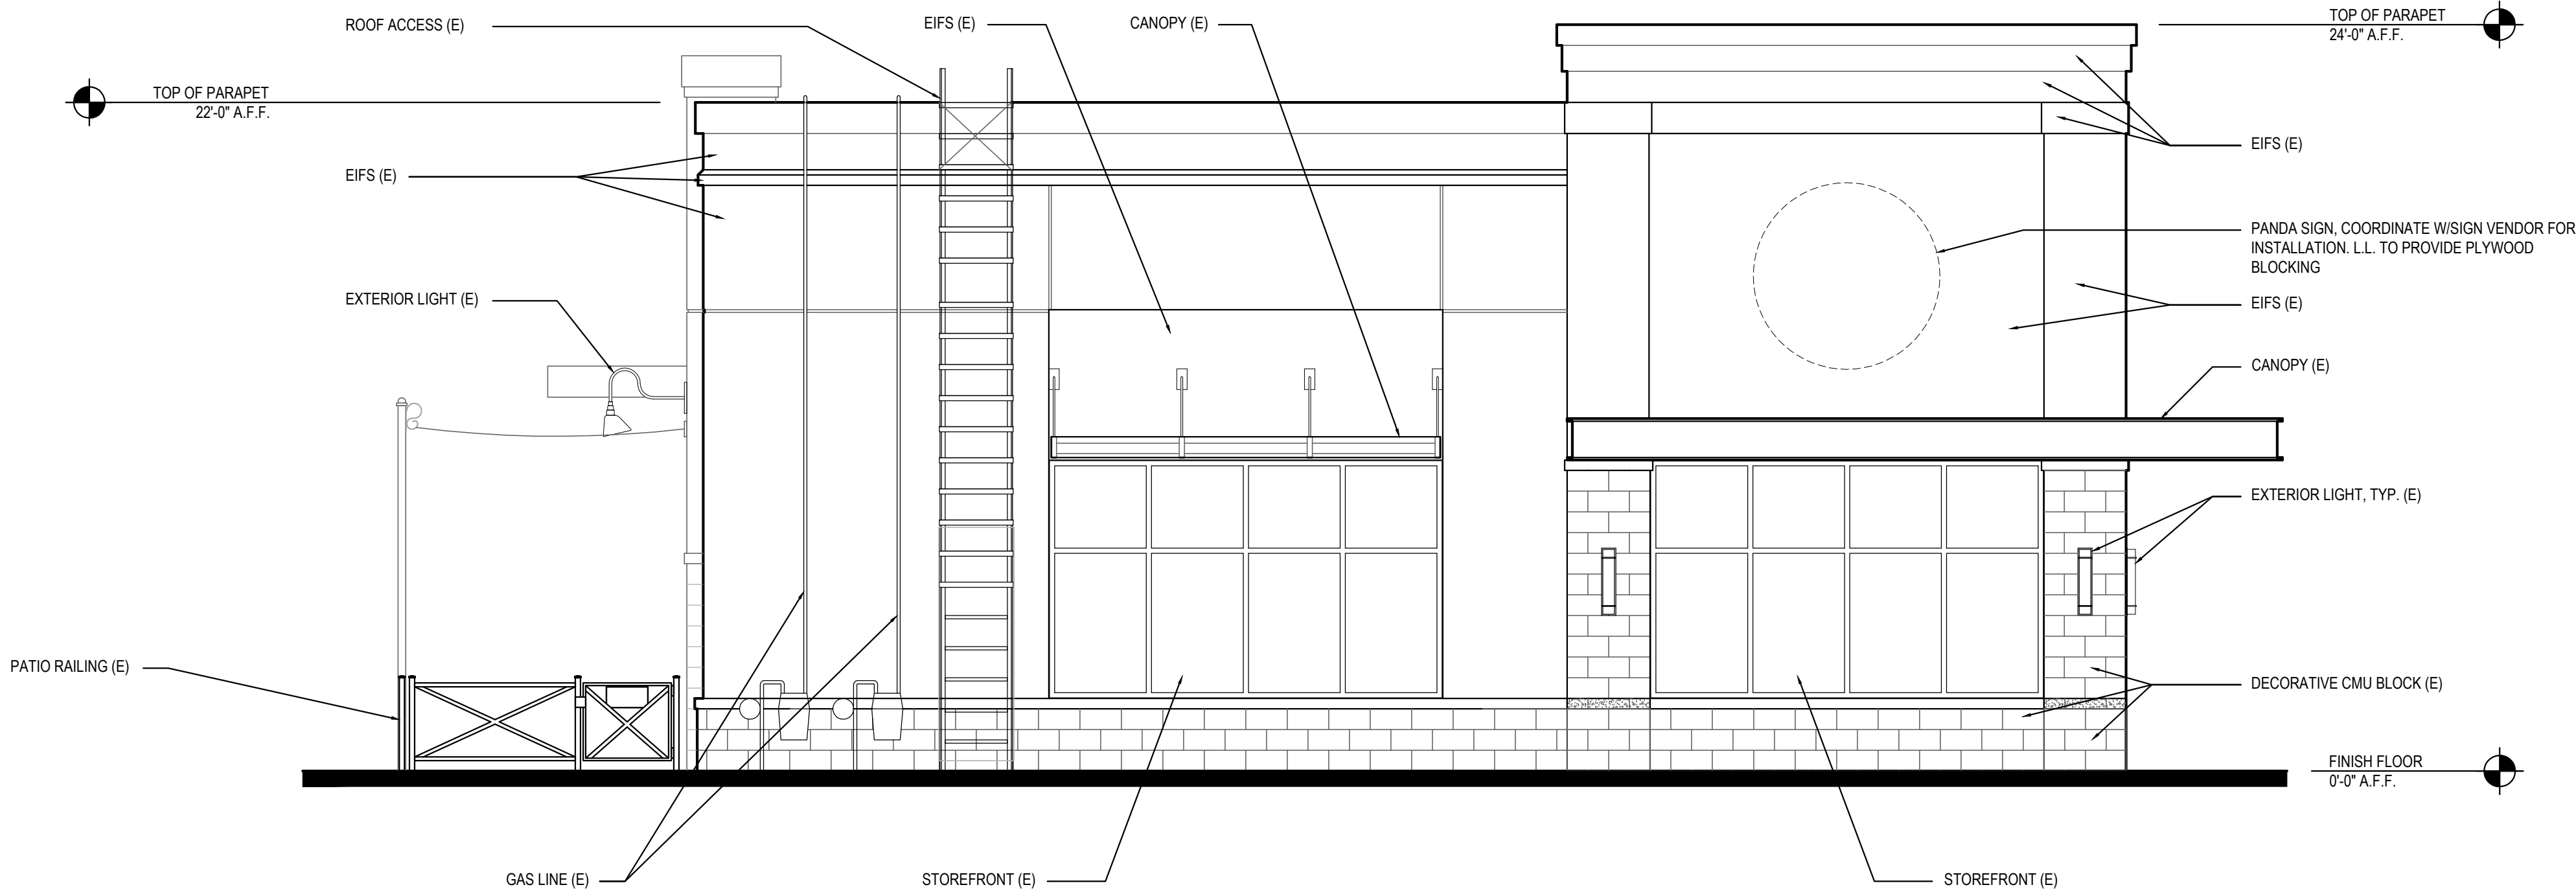 ROOF ACCESS (E)
EIFS (E)
CANOPY (E)
TOP OF PARAPET
24'-0" A.F.F.
TOP OF PARAPET
22'-0" A.F.F.
EIFS (E)
EIFS (E)
PANDA SIGN, COORDINATE W/SIGN VENDOR FOR
INSTALLATION. L.L. TO PROVIDE PLYWOOD
BLOCKING
EXTERIOR LIGHT (E)
EIFS (E)
CANOPY (E)
EXTERIOR LIGHT, TYP. (E)
PATIO RAILING (E)
DECORATIVE CMU BLOCK (E)
FINISH FLOOR
0'-0" A.F.F.
GAS LINE (E)
STOREFRONT (E)
STOREFRONT (E)